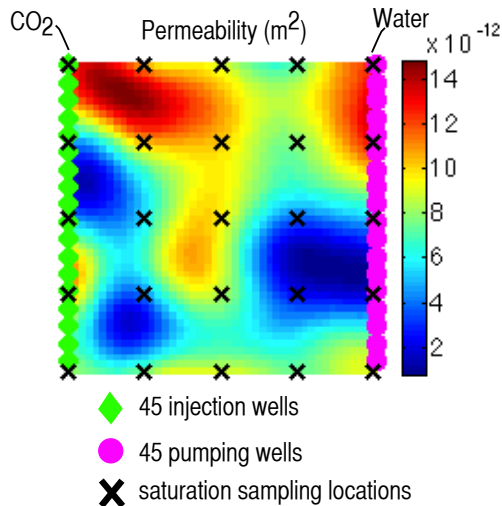 CO2 Permeability (m²) Water
x 10⁻¹²
14
12
10
8
6
4
2
45 injection wells
45 pumping wells
saturation sampling locations